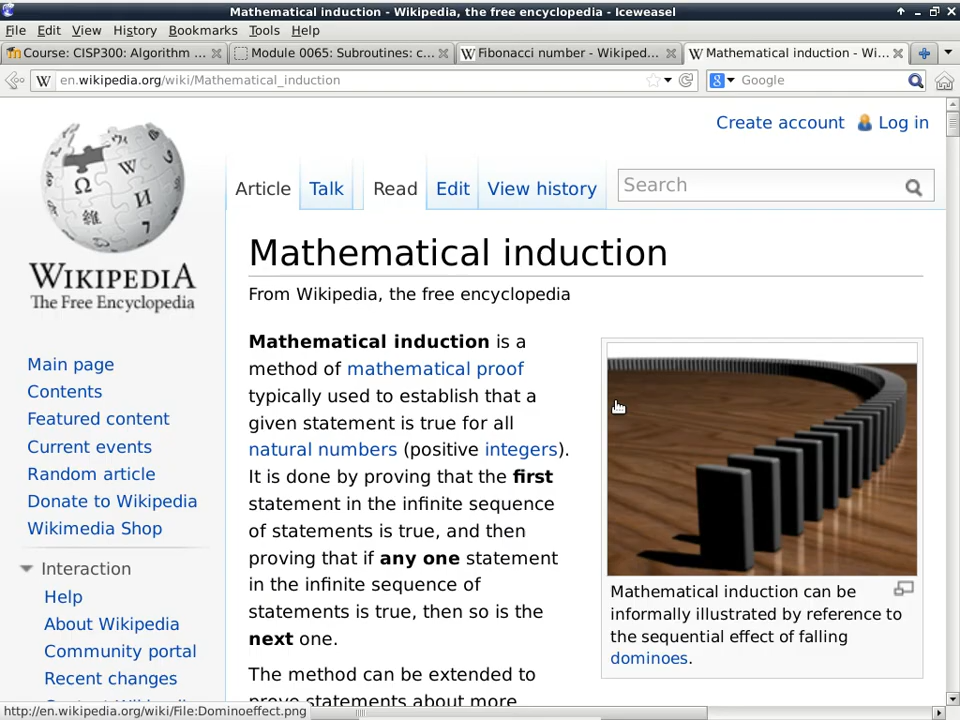 Mathematical induction - Wikipedia, the free encyclopedia - Iceweasel
File Edit View History Bookmarks Tools Help
Course: CISP300: Algorithm ...
Module 0065: Subroutines: c...
Fibonacci number - Wikiped...
Mathematical induction - Wi...
en.wikipedia.org/wiki/Mathematical_induction
Google
Create account Log in
Article Talk Read Edit View history
Search
WIKIPEDIA
The Free Encyclopedia
Main page
Contents
Featured content
Current events
Random article
Donate to Wikipedia
Wikimedia Shop
Interaction
Help
About Wikipedia
Community portal
Recent changes
Mathematical induction
From Wikipedia, the free encyclopedia
Mathematical induction is a
method of mathematical proof
typically used to establish that a
given statement is true for all
natural numbers (positive integers).
It is done by proving that the first
statement in the infinite sequence
of statements is true, and then
proving that if any one statement
in the infinite sequence of
statements is true, then so is the
next one.
The method can be extended to
prove statements about more
Mathematical induction can be
informally illustrated by reference to
the sequential effect of falling
dominoes.
http://en.wikipedia.org/wiki/File:Dominoeffect.png